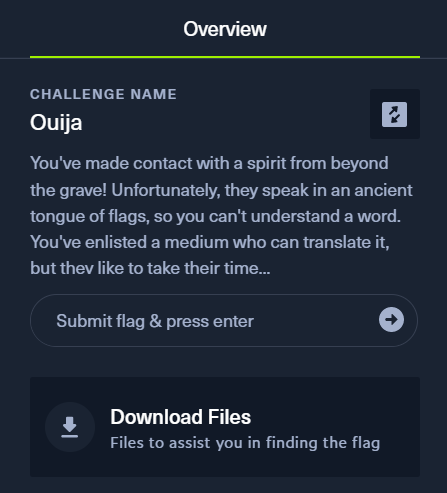 Overview
CHALLENGE NAME
Ouija
You've made contact with a spirit from beyond
the grave! Unfortunately, they speak in an ancient
tongue of flags, so you can't understand a word.
You've enlisted a medium who can translate it,
but they like to take their time...
Submit flag & press enter
Download Files
Files to assist you in finding the flag